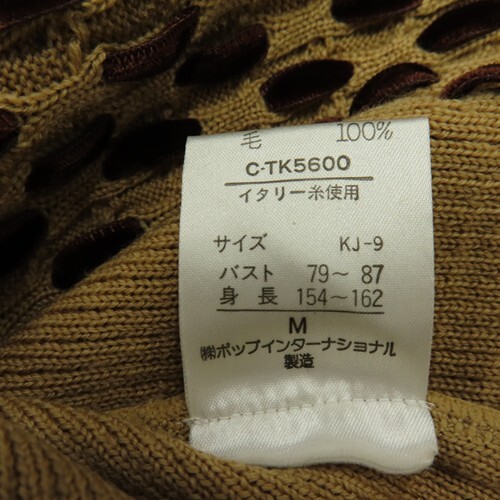 毛 100%
C-TK5600
イタリー糸使用
サイズ KJ-9
バスト 79~ 87
身長 154~162
M
㈱ポップインターナショナル
製造